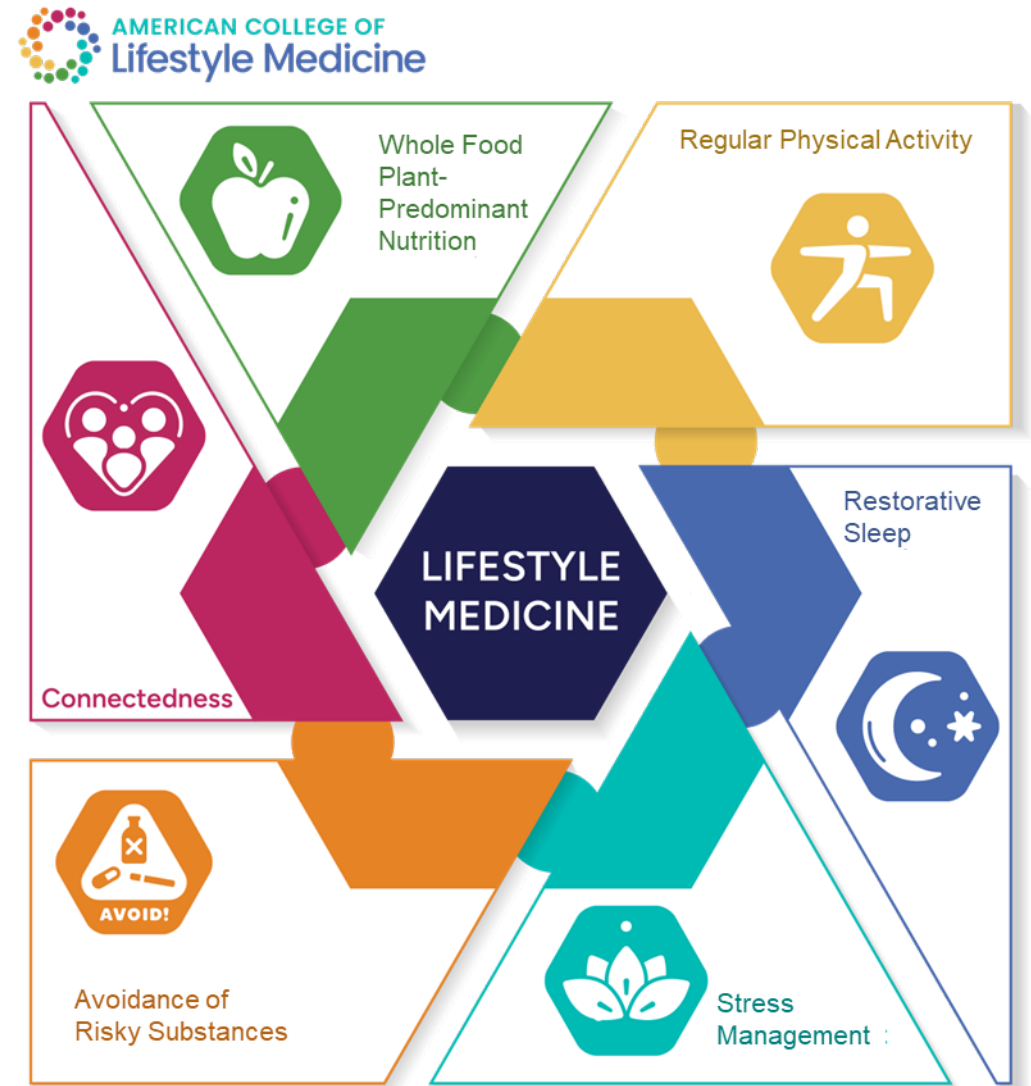 AMERICAN COLLEGE OF
Lifestyle Medicine
Whole Food
Plant-
Predominant
Nutrition
Regular Physical Activity
Restorative
Sleep
LIFESTYLE
MEDICINE
Connectedness
AVOID!
Avoidance of
Risky Substances
Stress
Management :